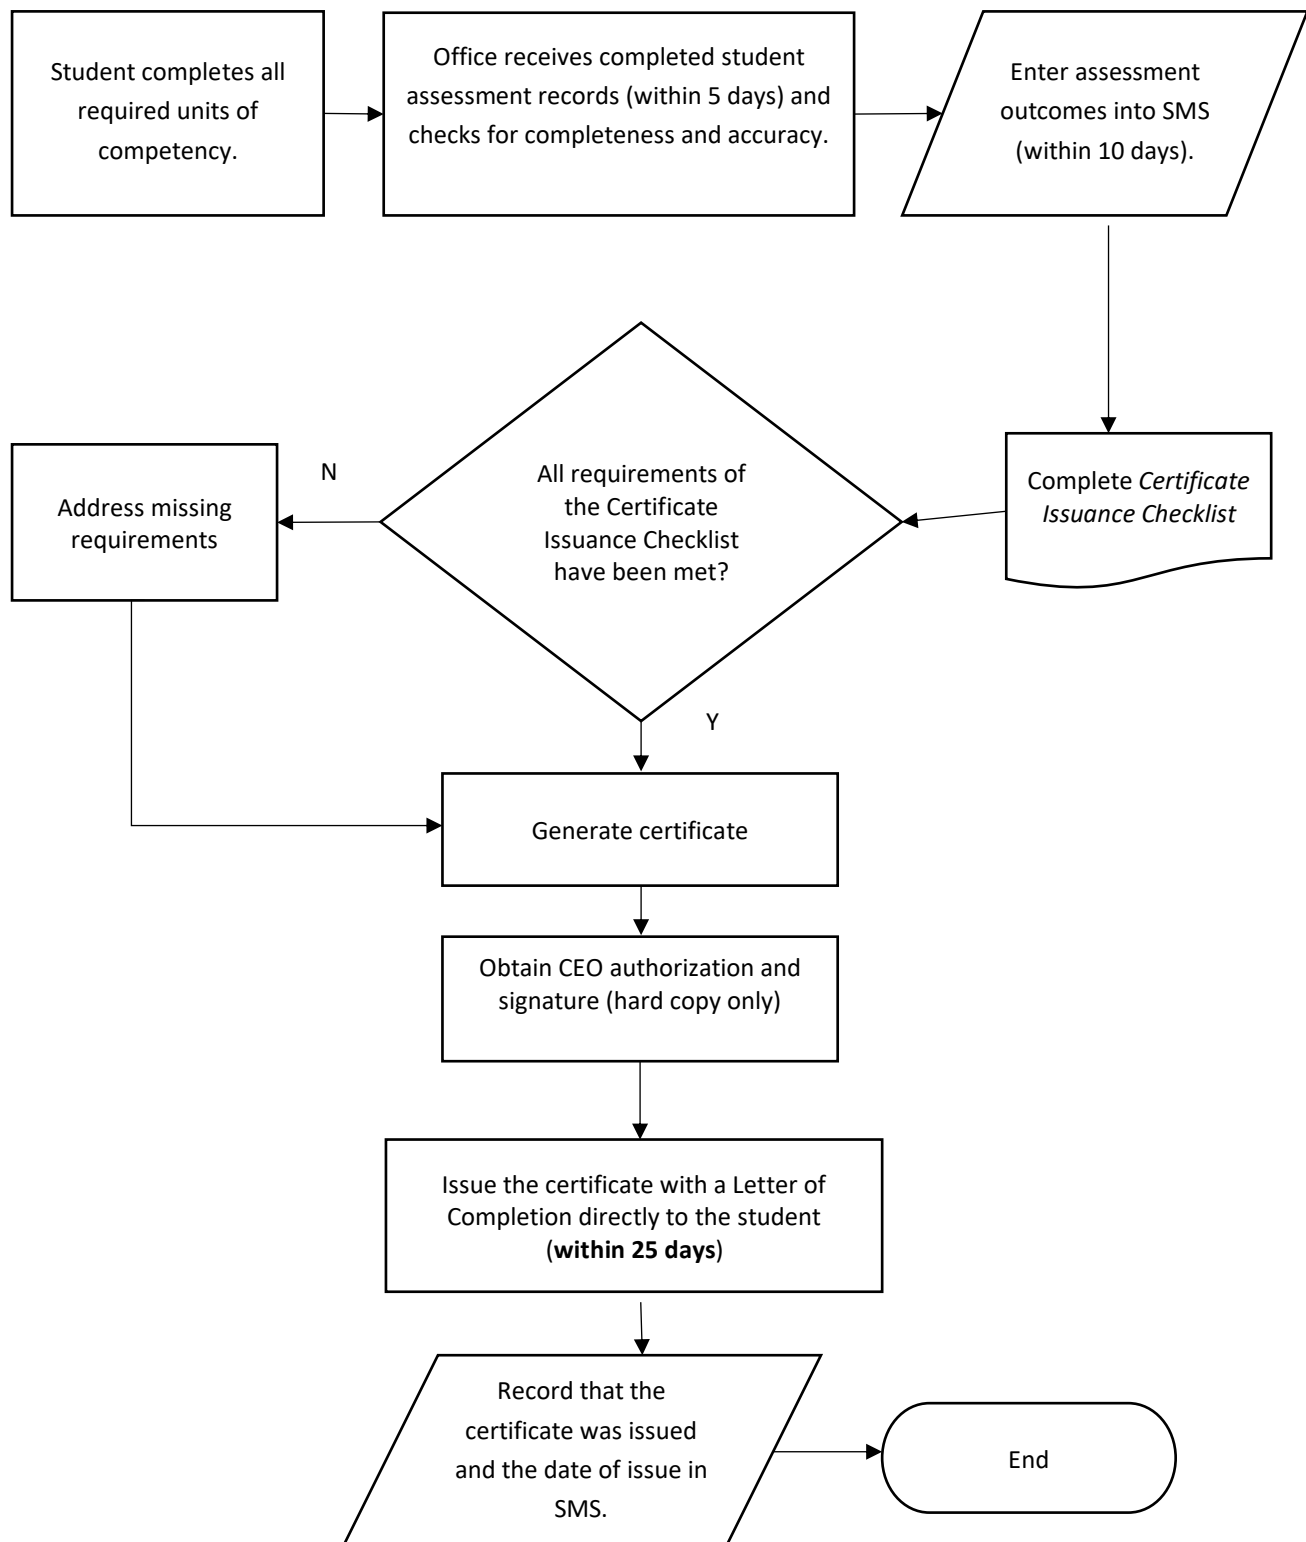 Student completes all
required units of
competency.
Office receives completed student
assessment records (within 5 days) and
checks for completeness and accuracy.
Enter assessment
outcomes into SMS
(within 10 days).
Complete Certificate
Issuance Checklist
All requirements of
the Certificate
Issuance Checklist
have been met?
N
Address missing
requirements
Y
Generate certificate
Obtain CEO authorization and
signature (hard copy only)
Issue the certificate with a Letter of
Completion directly to the student
(within 25 days)
Record that the
certificate was issued
and the date of issue in
SMS.
End